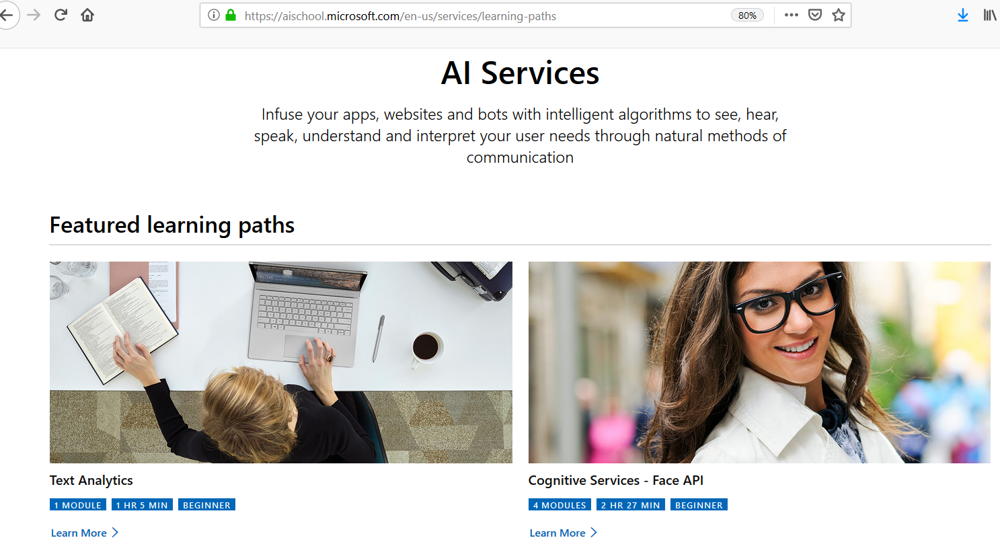 https://aischool.microsoft.com/en-us/services/learning-paths
80%
AI Services
Infuse your apps, websites and bots with intelligent algorithms to see, hear,
speak, understand and interpret your user needs through natural methods of
communication
Featured learning paths
Text Analytics
1 MODULE 1 HR 5 MIN BEGINNER
Learn More
Cognitive Services - Face API
4 MODULES 2 HR 27 MIN BEGINNER
Learn More